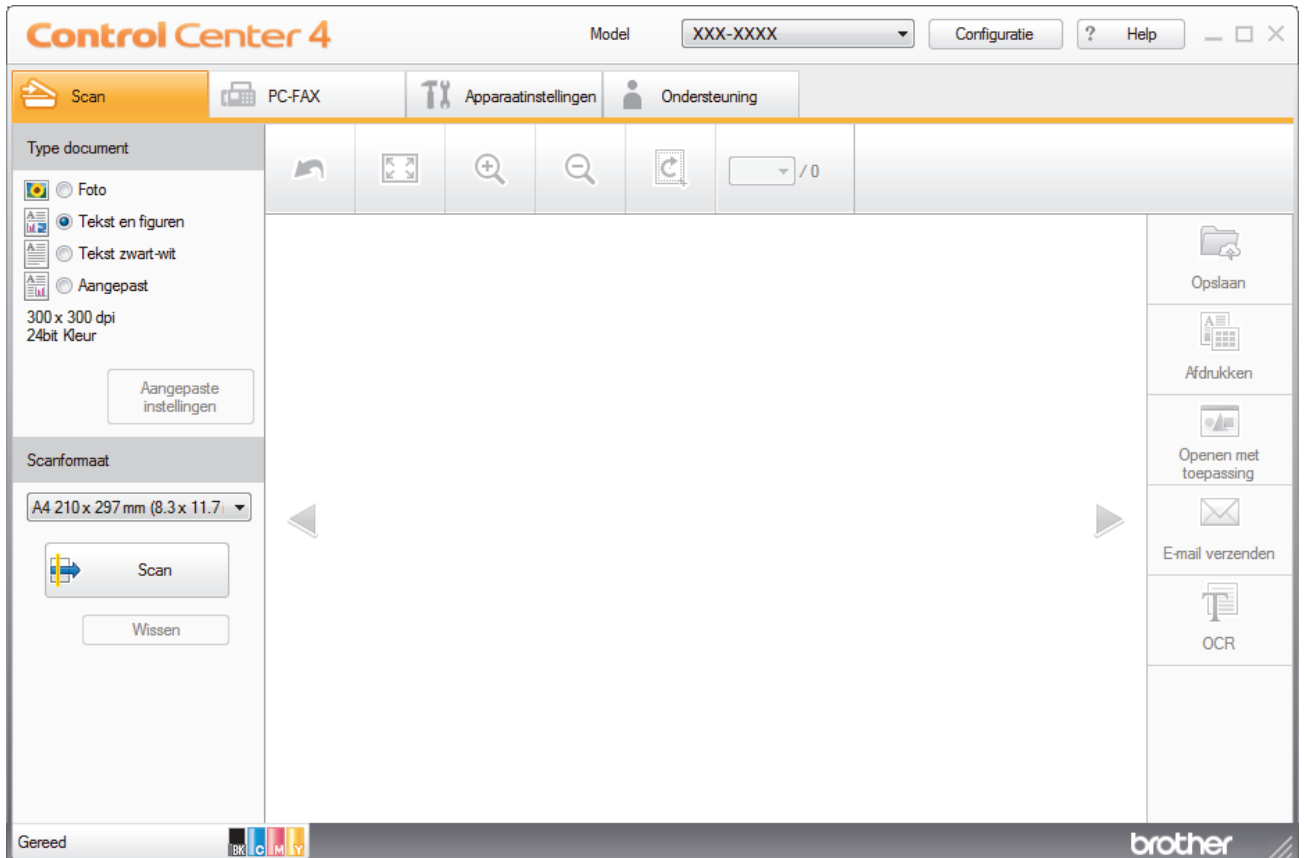 Control Center 4
Model XXX-XXXX Configuratie ? Help
Scan PC-FAX Apparaatinstellingen Ondersteuning
Type document
Foto
Tekst en figuren
Tekst zwart-wit
Aangepast
300 x 300 dpi
24bit Kleur
Aangepaste
instellingen
Scanformaat
A4 210 x 297 mm (8.3 x 11.7
Scan
Wissen
/ 0
Opslaan
Afdrukken
Openen met
toepassing
E-mail verzenden
OCR
Gereed
BK C M Y
brother